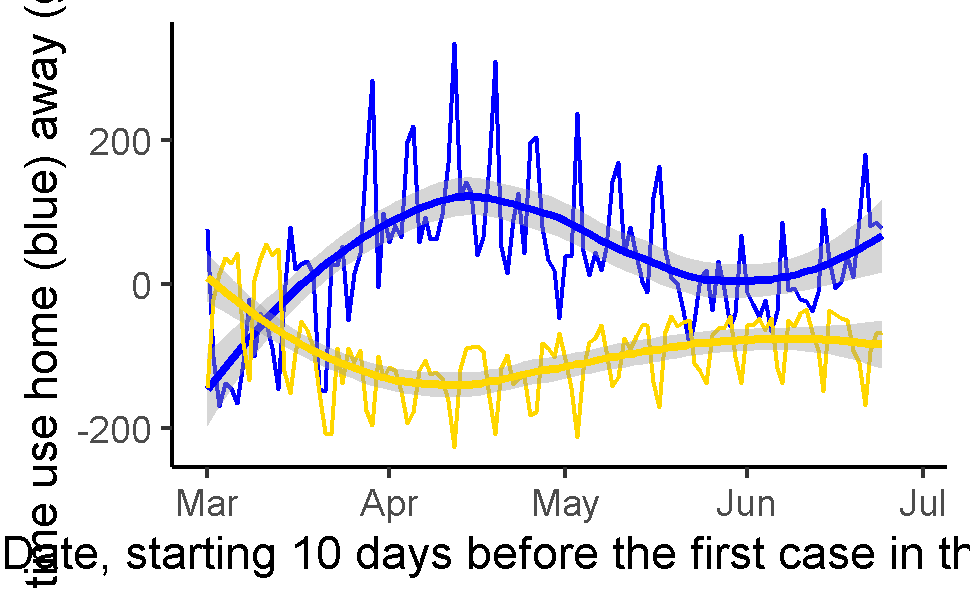 time use home (blue) away (
200
0
-200
Mar Apr May Jun Jul
Date, starting 10 days before the first case in th